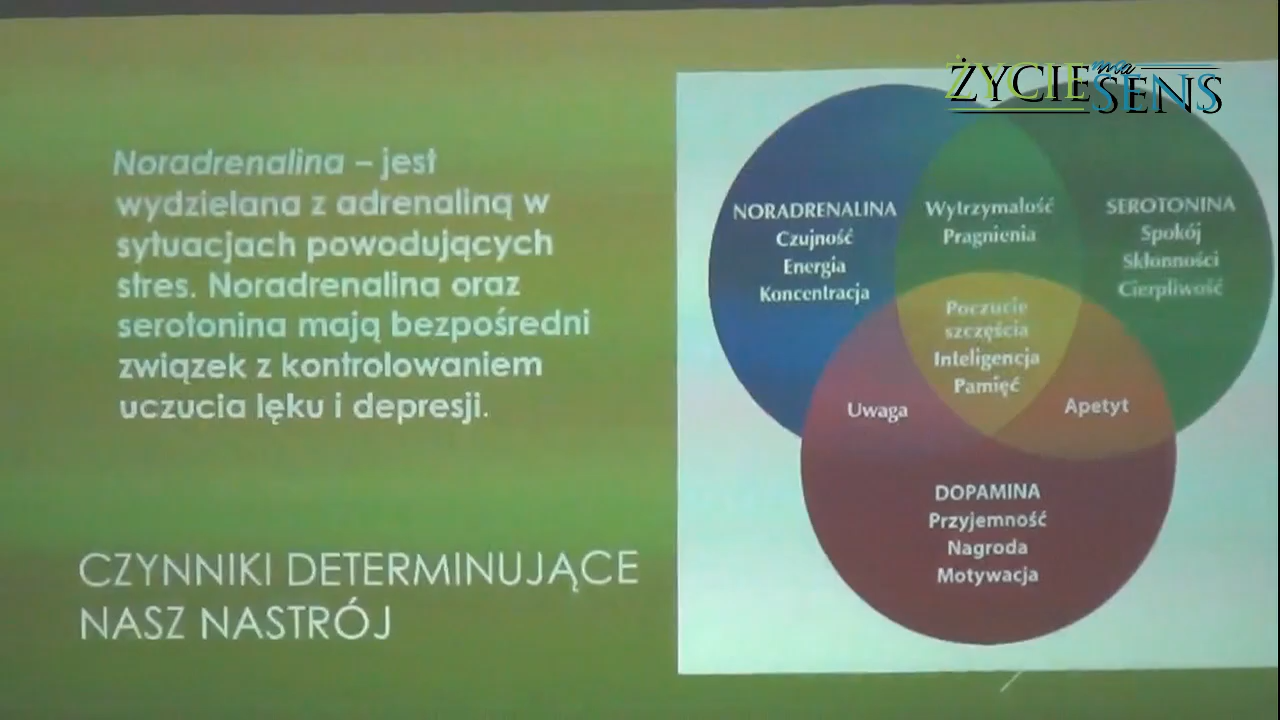 ŻYCIE ma SENS
Noradrenalina – jest
wydzielana z adrenaliną w
sytuacjach powodujących
stres. Noradrenalina oraz
serotonina mają bezpośredni
związek z kontrolowaniem
uczucia lęku i depresji.
CZYNNIKI DETERMINUJĄCE
NASZ NASTRÓJ
NORADRENALINA
Czujność
Energia
Koncentracja
Wytrzymałość
Pragnienia
SEROTONINA
Spokój
Skłonności
Cierpliwość
Poczucie
szczęścia
Inteligencja
Pamięć
Uwaga
Apetyt
DOPAMINA
Przyjemność
Nagroda
Motywacja